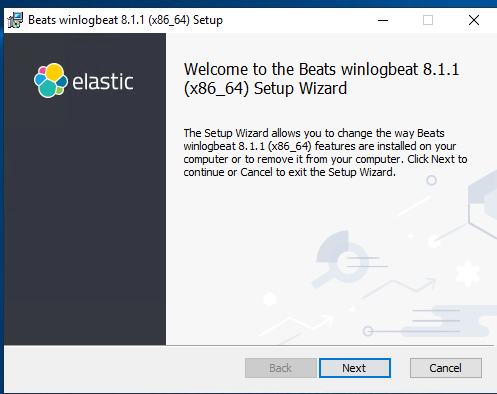 Beats winlogbeat 8.1.1 (x86_64) Setup
elastic
Welcome to the Beats winlogbeat 8.1.1
(x86_64) Setup Wizard
The Setup Wizard allows you to change the way Beats
winlogbeat 8.1.1 (x86_64) features are installed on your
computer or to remove it from your computer. Click Next to
continue or Cancel to exit the Setup Wizard.
Back
Next
Cancel